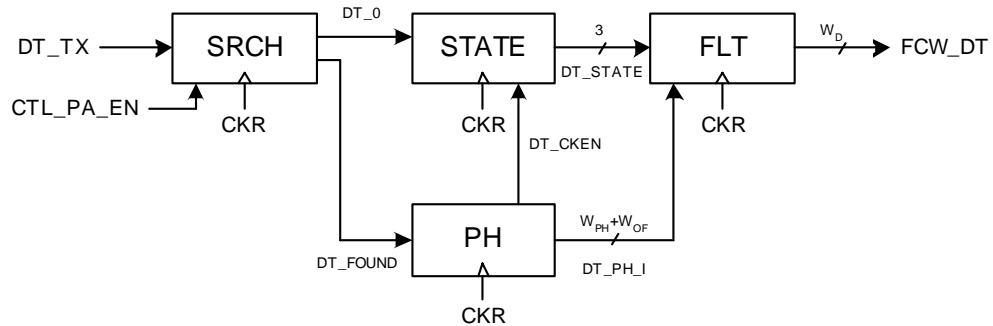 DT_0
DT_TX
SRCH
STATE
3
FLT
W_D
FCW_DT
DT_STATE
CTL_PA_EN
CKR
CKR
CKR
DT_CKEN
PH
W_PH+W_OF
DT_FOUND
DT_PH_I
CKR